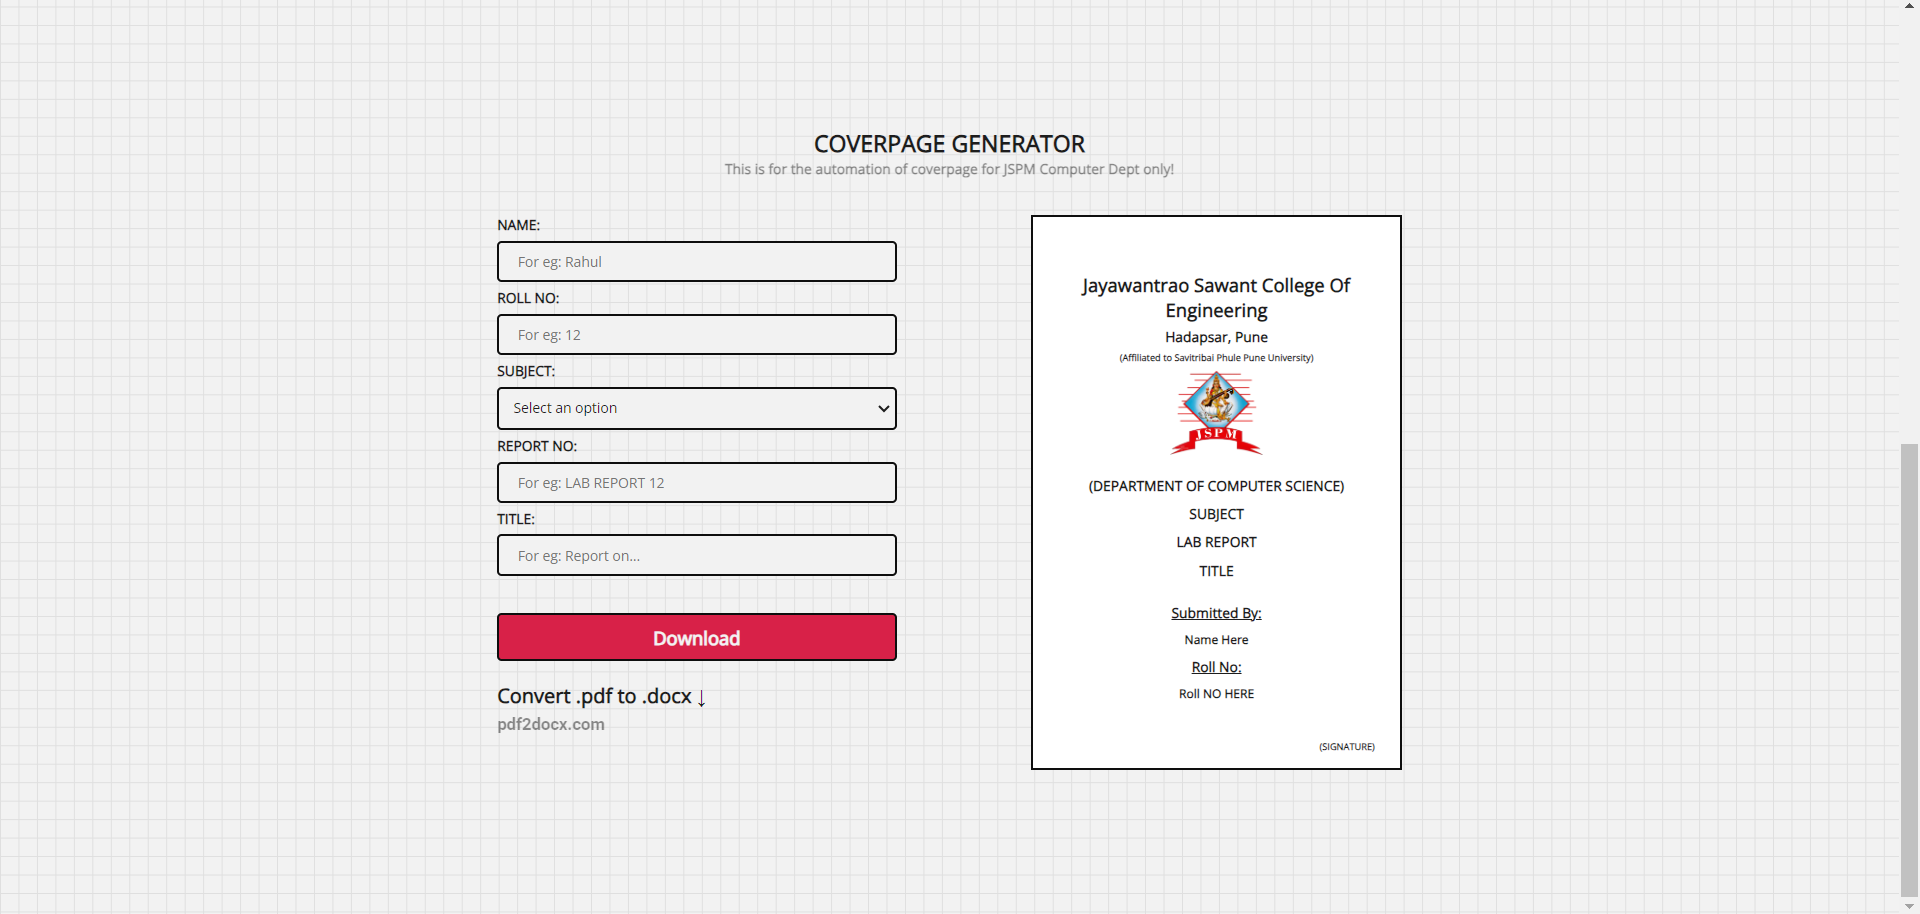 COVERPAGE GENERATOR
This is for the automation of coverpage for JSPM Computer Dept only!
NAME:
For eg: Rahul
ROLL NO:
For eg: 12
SUBJECT:
Select an option
REPORT NO:
For eg: LAB REPORT 12
TITLE:
For eg: Report on...
Download
Convert .pdf to .docx ↓
pdf2docx.com
Jayawantrao Sawant College Of
Engineering
Hadapsar, Pune
(Affiliated to Savitribai Phule Pune University)
JSPM
(DEPARTMENT OF COMPUTER SCIENCE)
SUBJECT
LAB REPORT
TITLE
Submitted By:
Name Here
Roll No:
Roll NO HERE
(SIGNATURE)